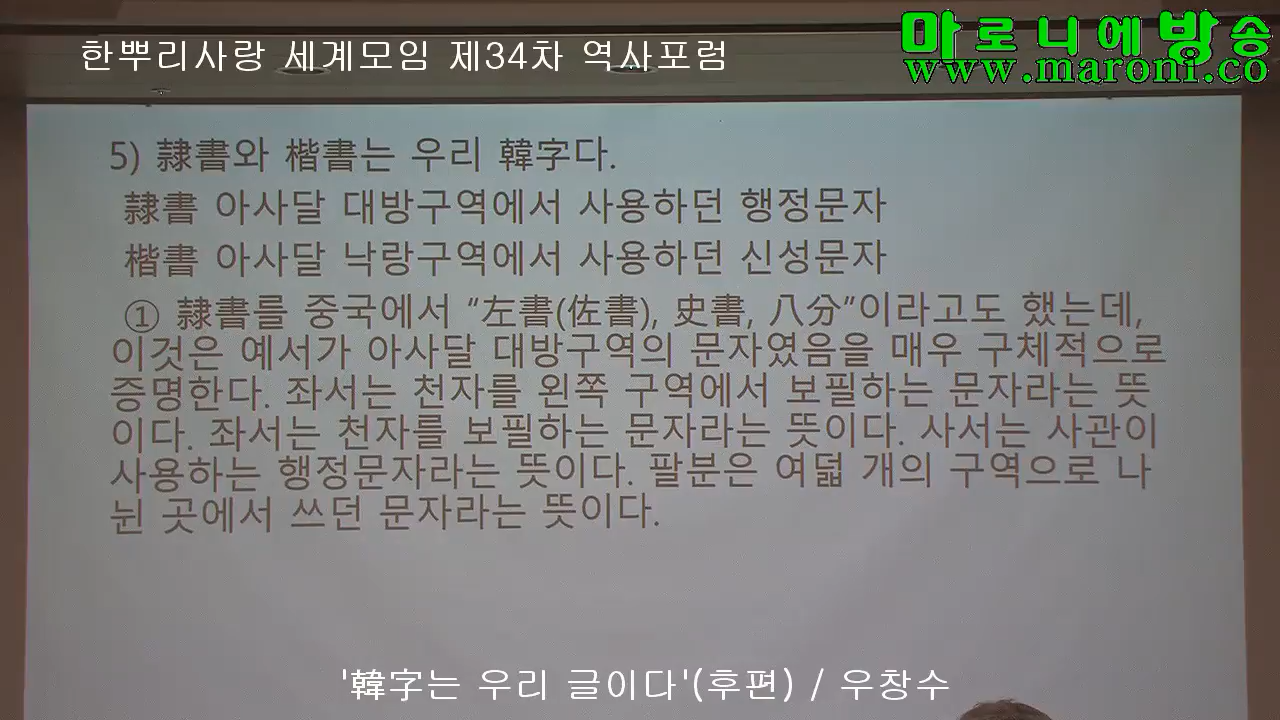 한뿌리사랑 세계모임 제34차 역사포럼
마로니에방송
www.maroni.co
5) 隷書와 楷書는 우리 韓字다.
隷書 아사달 대방구역에서 사용하던 행정문자
楷書 아사달 낙랑구역에서 사용하던 신성문자
① 隷書를 중국에서 “左書(佐書), 史書, 八分”이라고도 했는데,
이것은 예서가 아사달 대방구역의 문자였음을 매우 구체적으로
증명한다. 좌서는 천자를 왼쪽 구역에서 보필하는 문자라는 뜻
이다. 좌서는 천자를 보필하는 문자라는 뜻이다. 사서는 사관이
사용하는 행정문자라는 뜻이다. 팔분은 여덟 개의 구역으로 나
뉜 곳에서 쓰던 문자라는 뜻이다.
'韓字는 우리 글이다'(후편) / 우창수